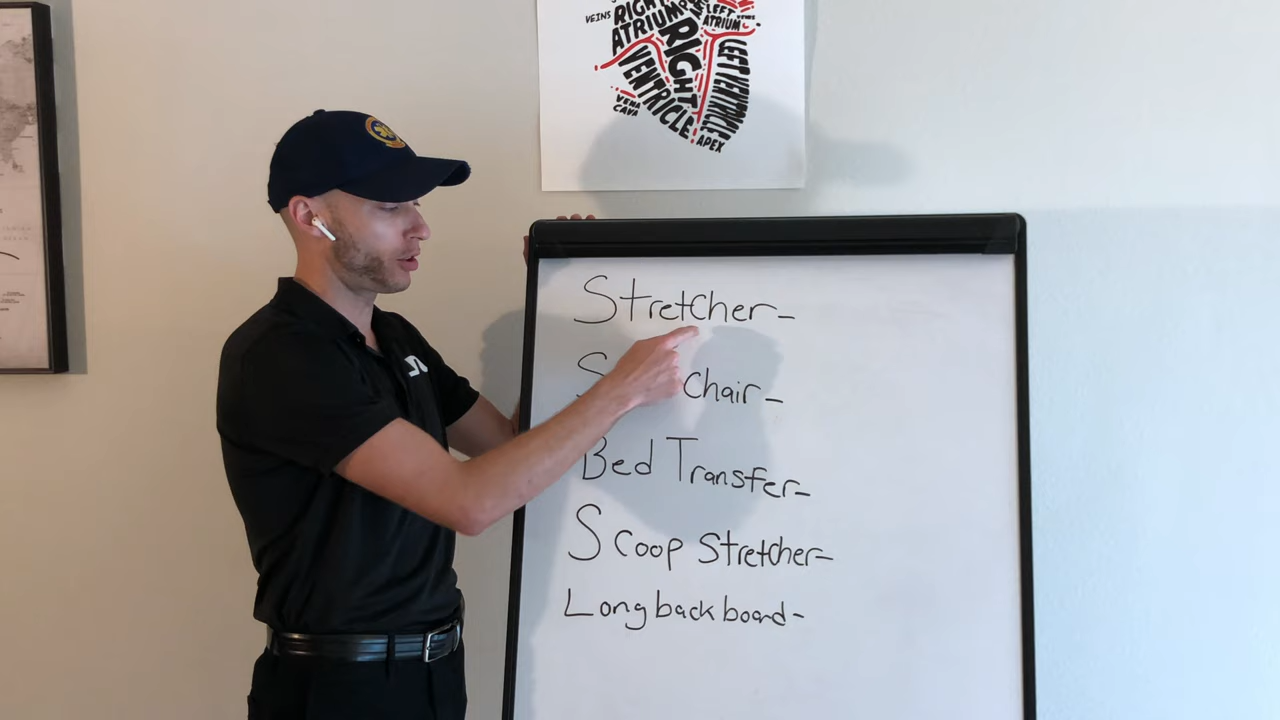 VEINS RIGHT ATRIUM
LEFT ATRIUM
RIGHT VENTRICLE
LEFT VENTRICLE
VENA CAVA
APEX
Stretcher-
Chair-
Bed Transfer-
Scoop Stretcher-
Long back board-